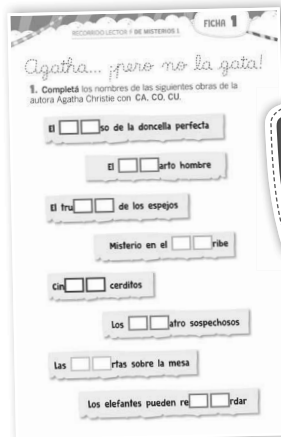 RECORRIDO LECTOR Y DE MISTERIOS 1
FICHA 1
Agatha... ¡pero no la gata!
1. Completá los nombres de las siguientes obras de la
autora Agatha Christie con CA, CO, CU.
El □□so de la doncella perfecta
El □□arto hombre
El tru□□ de los espejos
Misterio en el □□ribe
Cin□□ cerditos
Los □□atro sospechosos
Las □□rtas sobre la mesa
Los elefantes pueden re□□rdar